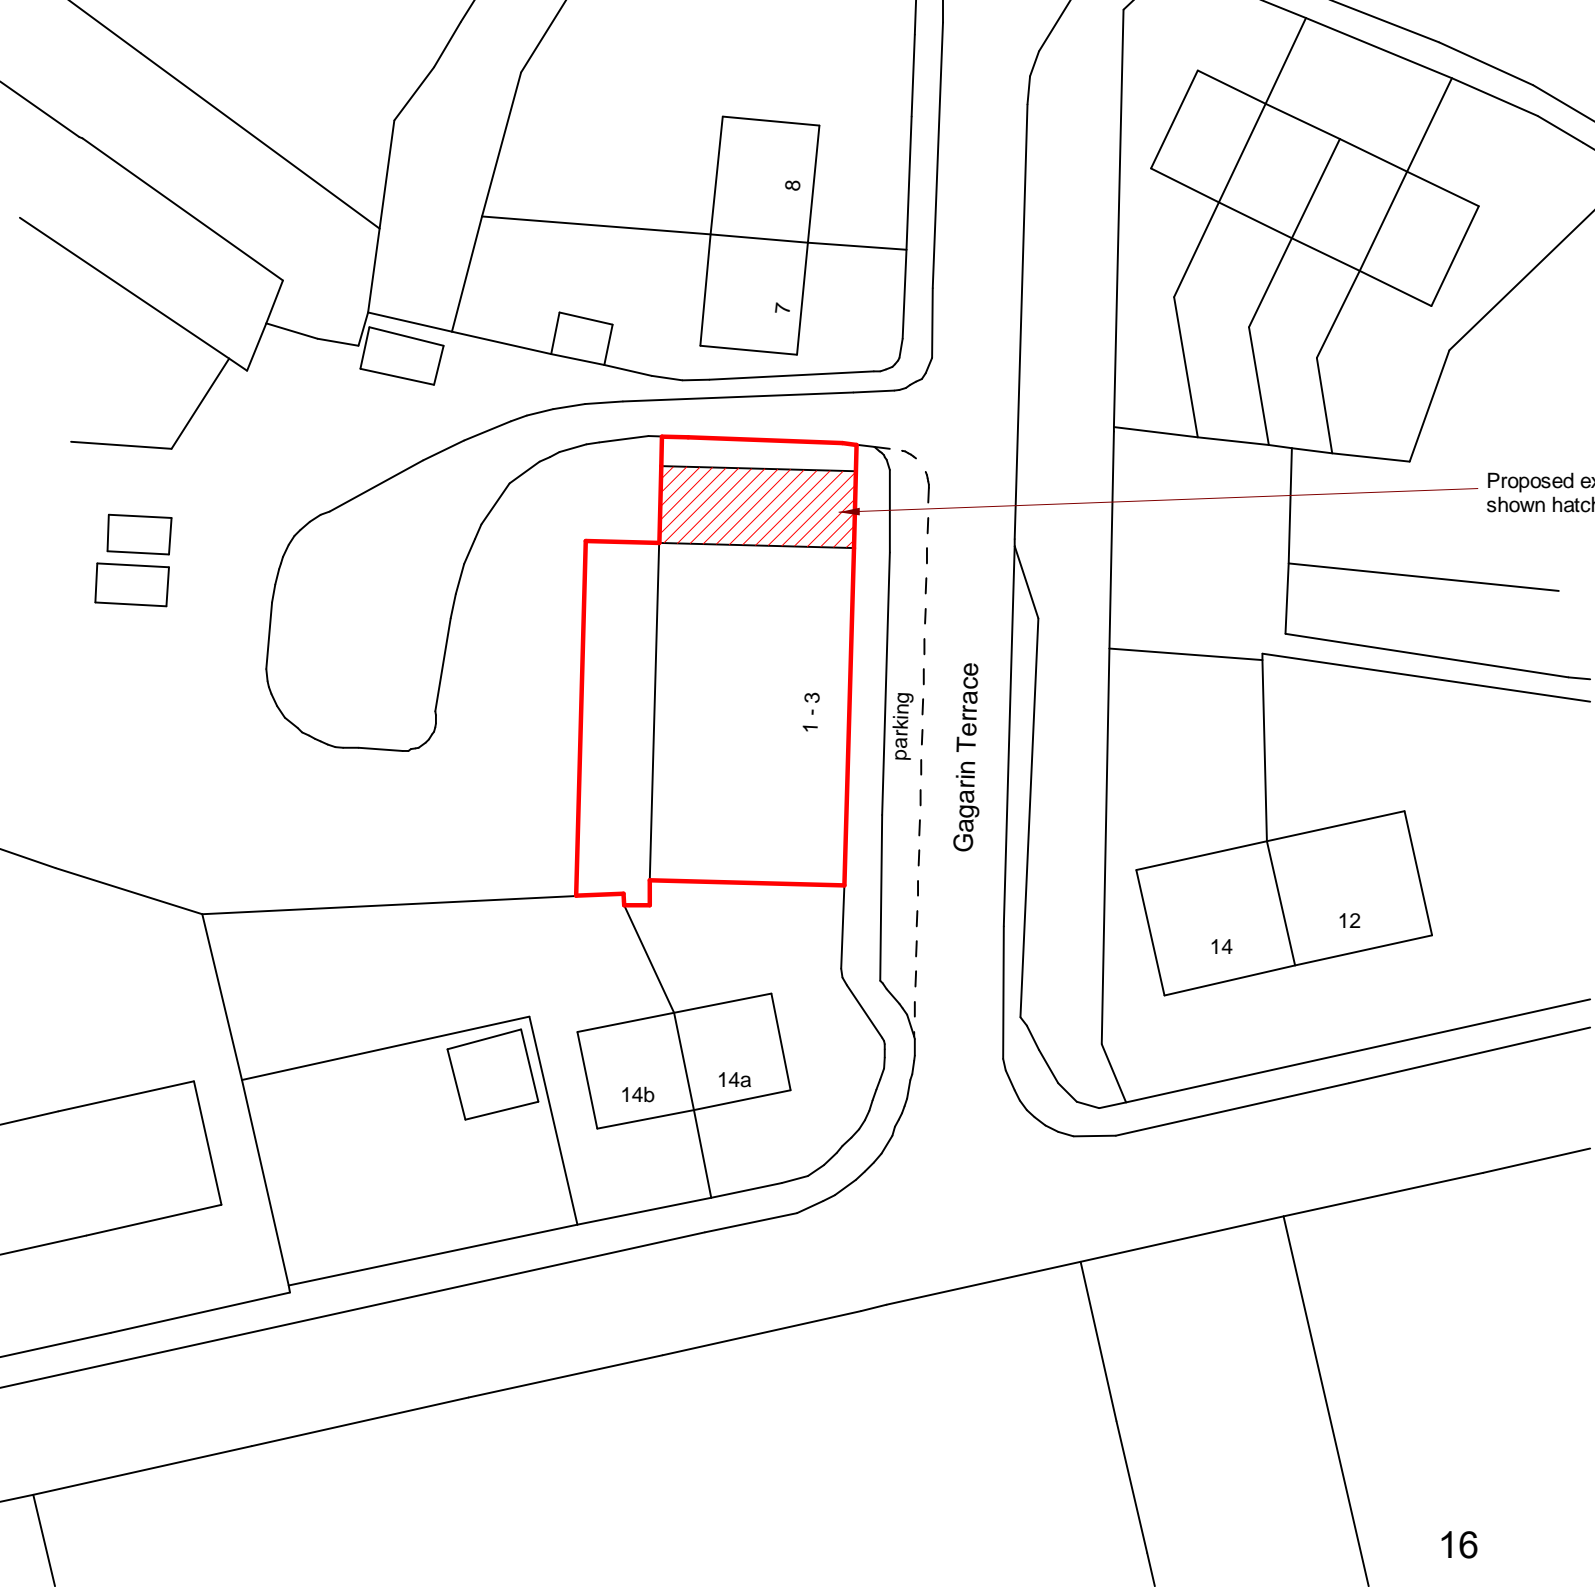 8
7
Proposed ex
shown hatch
1 - 3
parking
Gagarin Terrace
12
14
14a
14b
16